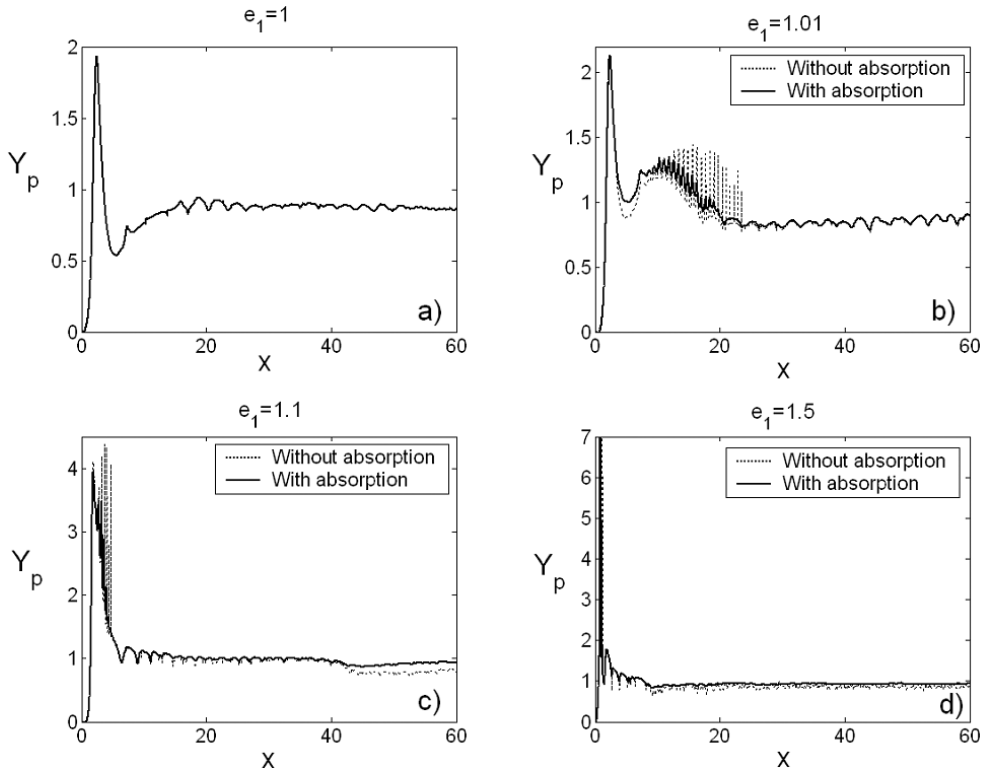 e1=1
2
1.5
Yp
1
0.5
0
0 20 40 60
X
a)
e1=1.01
Without absorption
With absorption
2
1.5
Yp
1
0.5
0
0 20 40 60
X
b)
e1=1.1
Without absorption
With absorption
4
3
Yp
2
1
0
0 20 40 60
X
c)
e1=1.5
Without absorption
With absorption
7
6
5
4
Yp
3
2
1
0
0 20 40 60
X
d)